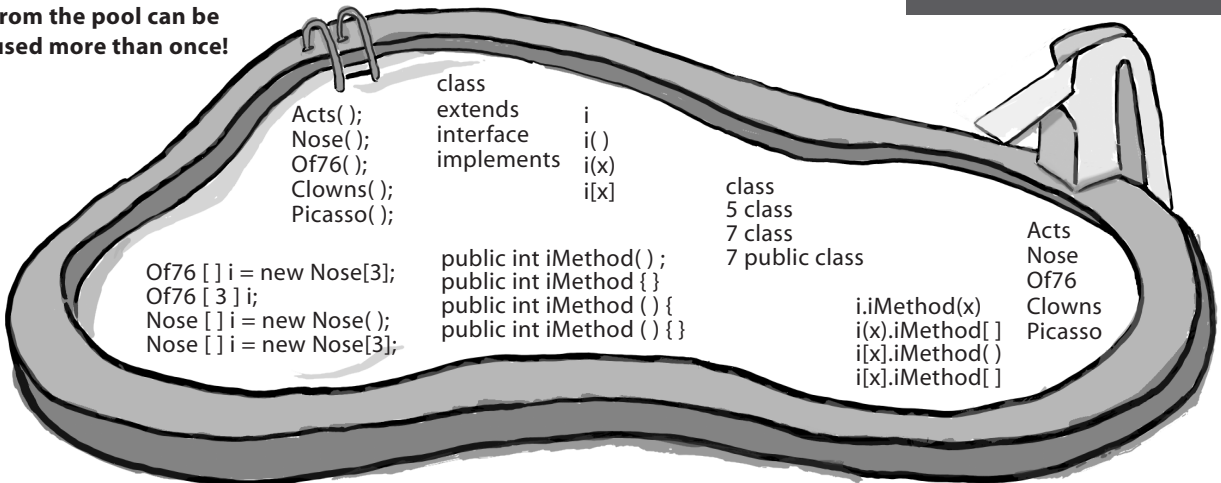 rom the pool can be
used more than once!
Acts( );
Nose( );
Of76( );
Clowns( );
Picasso( );
class
extends
interface
implements
i
i( )
i(x)
i[x]
class
5 class
7 class
7 public class
Acts
Nose
Of76
Clowns
Picasso
Of76 [ ] i = new Nose[3];
Of76 [ 3 ] i;
Nose [ ] i = new Nose( );
Nose [ ] i = new Nose[3];
public int iMethod( ) ;
public int iMethod { }
public int iMethod ( ) {
public int iMethod ( ) { }
i.iMethod(x)
i(x).iMethod[ ]
i[x].iMethod( )
i[x].iMethod[ ]